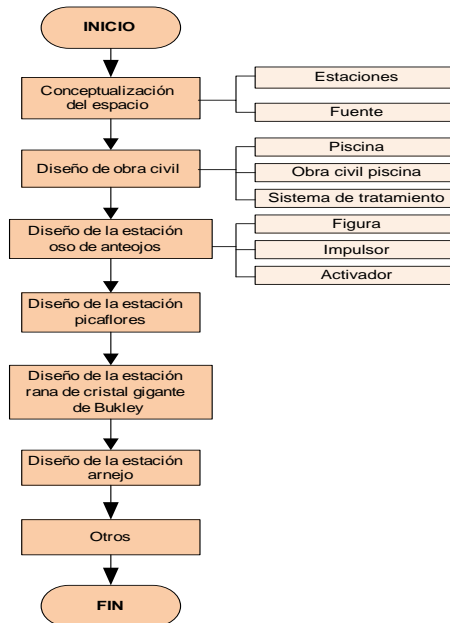 INICIO
Conceptualización
del espacio
Estaciones
Fuente
Diseño de obra civil
Piscina
Obra civil piscina
Sistema de tratamiento
Diseño de la estación
oso de anteojos
Figura
Impulsor
Activador
Diseño de la estación
picaflores
Diseño de la estación
rana de cristal gigante
de Bukley
Diseño de la estación
arnejo
Otros
FIN